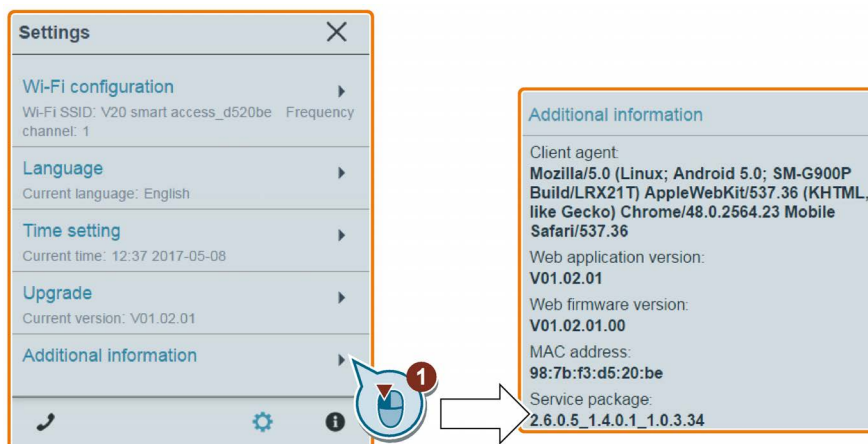 Settings
Wi-Fi configuration
Wi-Fi SSID: V20 smart access_d520be Frequency
channel: 1
Language
Current language: English
Time setting
Current time: 12:37 2017-05-08
Upgrade
Current version: V01.02.01
Additional information
1
Additional information
Client agent:
Mozilla/5.0 (Linux; Android 5.0; SM-G900P
Build/LRX21T) AppleWebKit/537.36 (KHTML,
like Gecko) Chrome/48.0.2564.23 Mobile
Safari/537.36
Web application version:
V01.02.01
Web firmware version:
V01.02.01.00
MAC address:
98:7b:f3:d5:20:be
Service package:
2.6.0.5_1.4.0.1_1.0.3.34